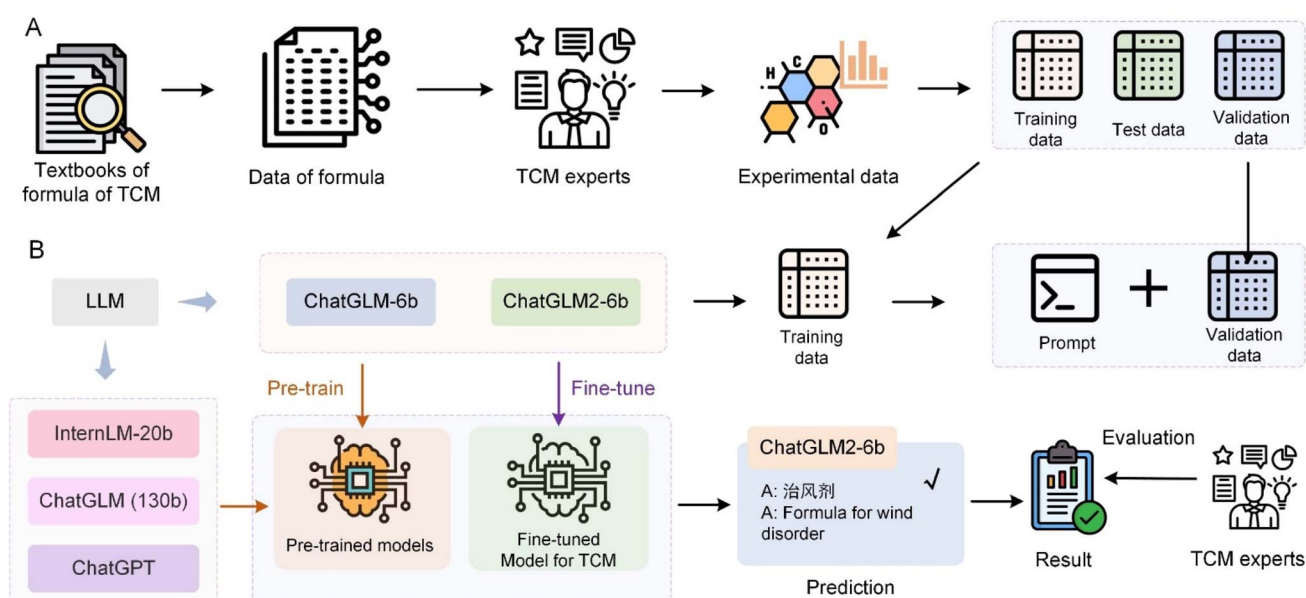 A
Textbooks of
formula of TCM
Data of formula
TCM experts
H
C
O
Experimental data
Training
data
Test data
Validation
data
B
LLM
ChatGLM-6b
ChatGLM2-6b
Training
data
Prompt
Validation
data
Pre-train
Fine-tune
InternLM-20b
ChatGLM (130b)
ChatGPT
Pre-trained models
Fine-tuned
Model for TCM
ChatGLM2-6b
A: 治风剂
A: Formula for wind
disorder
Prediction
Result
Evaluation
TCM experts